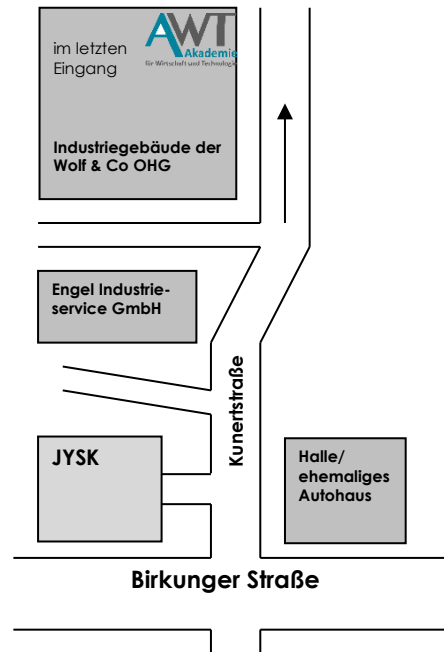 im letzten
Eingang
AWT
Akademie
für Wirtschaft und Technologie
Industriegebäude der
Wolf & Co OHG
Engel Industrie-
service GmbH
Kunertstraße
JYSK
Halle/
ehemaliges
Autohaus
Birkunger Straße